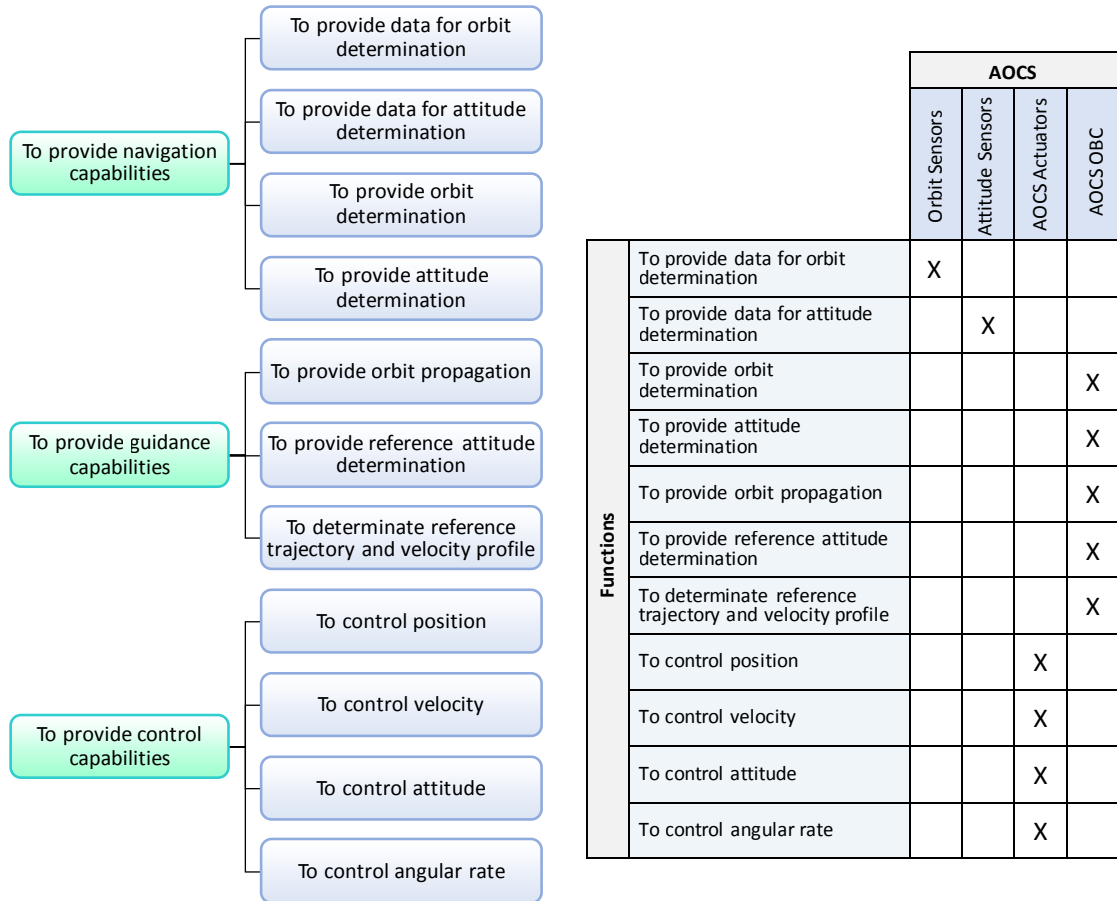 To provide navigation
capabilities
To provide data for orbit
determination
To provide data for attitude
determination
To provide orbit
determination
To provide attitude
determination
To provide guidance
capabilities
To provide orbit propagation
To provide reference attitude
determination
To determinate reference
trajectory and velocity profile
To provide control
capabilities
To control position
To control velocity
To control attitude
To control angular rate
AOCS
Orbit Sensors
Attitude Sensors
AOCS Actuators
AOCS OBC
Functions
To provide data for orbit
determination
X
To provide data for attitude
determination
X
To provide orbit
determination
X
To provide attitude
determination
X
To provide orbit propagation
X
To provide reference attitude
determination
X
To determinate reference
trajectory and velocity profile
X
To control position
X
To control velocity
X
To control attitude
X
To control angular rate
X